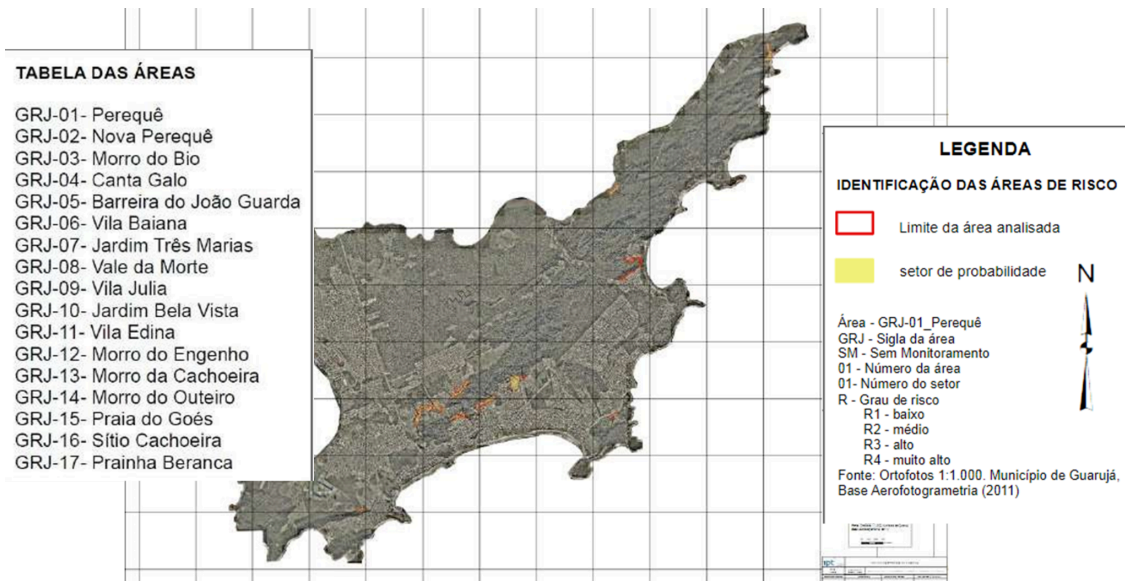 TABELA DAS ÁREAS
GRJ-01- Perequê
GRJ-02- Nova Perequê
GRJ-03- Morro do Bio
GRJ-04- Canta Galo
GRJ-05- Barreira do João Guarda
GRJ-06- Vila Baiana
GRJ-07- Jardim Três Marias
GRJ-08- Vale da Morte
GRJ-09- Vila Julia
GRJ-10- Jardim Bela Vista
GRJ-11- Vila Edina
GRJ-12- Morro do Engenho
GRJ-13- Morro da Cachoeira
GRJ-14- Morro do Outeiro
GRJ-15- Praia do Goés
GRJ-16- Sítio Cachoeira
GRJ-17- Prainha Beranca
LEGENDA
IDENTIFICAÇÃO DAS ÁREAS DE RISCO
Límite da área analisada
setor de probabilidade
N
Área - GRJ-01_Perequê
GRJ - Sigla da área
SM - Sem Monitoramento
01 - Número da área
01- Número do setor
R - Grau de risco
R1 - baixo
R2 - médio
R3 - alto
R4 - muito alto
Fonte: Ortofotos 1:1.000. Município de Guarujá,
Base Aerofotogrametria (2011)